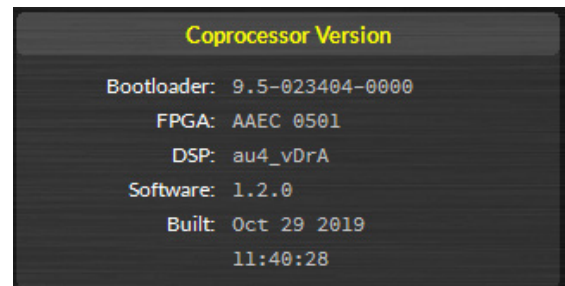 Coprocessor Version
Bootloader: 9.5-023404-0000
FPGA: AAEC 0501
DSP: au4_vDrA
Software: 1.2.0
Built: Oct 29 2019
11:40:28